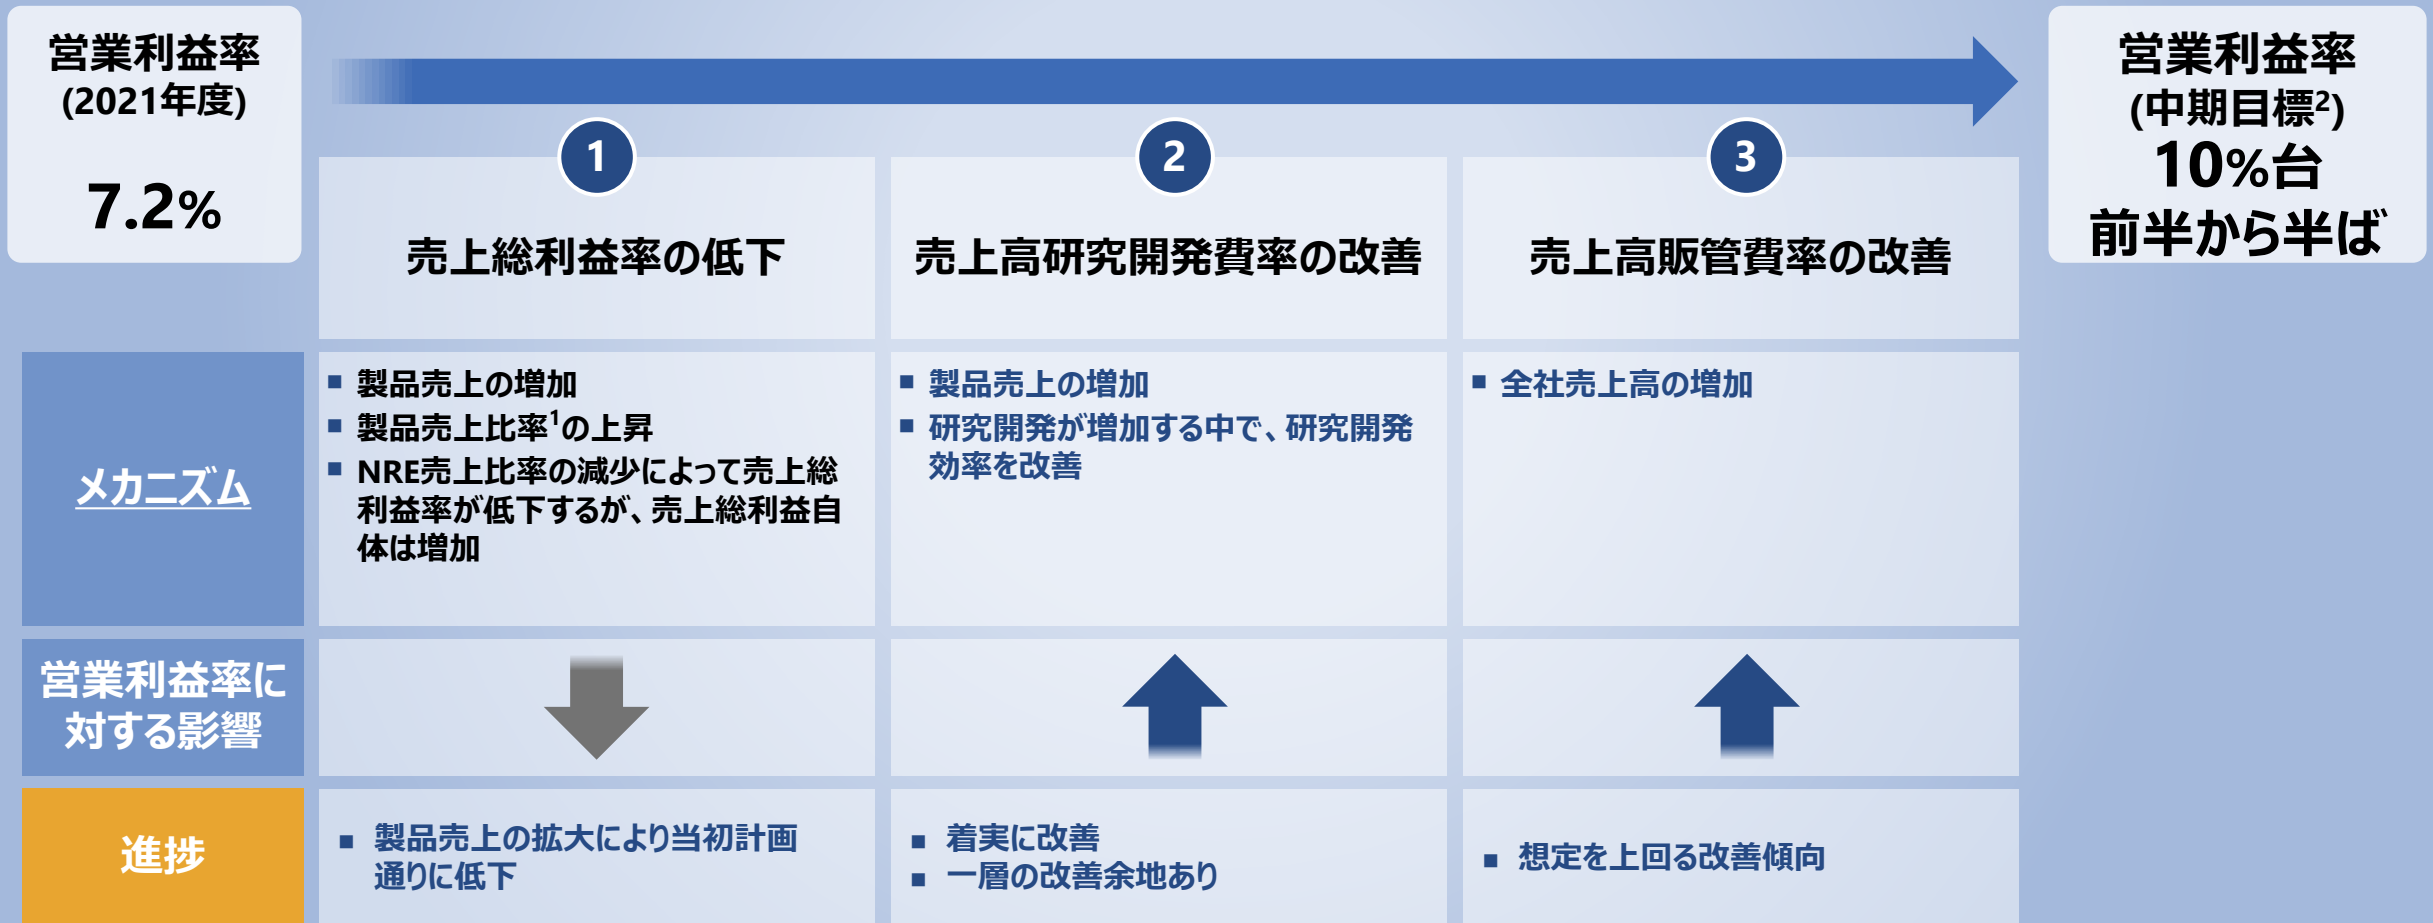 営業利益率
(2021年度)
7.2%
営業利益率
(中期目標2)
10%台
前半から半ば
1
売上総利益率の低下
2
売上高研究開発費率の改善
3
売上高販管費率の改善
メカニズム
■ 製品売上の増加
■ 製品売上比率1の上昇
■ NRE売上比率の減少によって売上総
利益率が低下するが、売上総利益自
体は増加
■ 製品売上の増加
■ 研究開発が増加する中で、研究開発
効率を改善
■ 全社売上高の増加
営業利益率に
対する影響
進捗
■ 製品売上の拡大により当初計画
通りに低下
■ 着実に改善
■ 一層の改善余地あり
■ 想定を上回る改善傾向